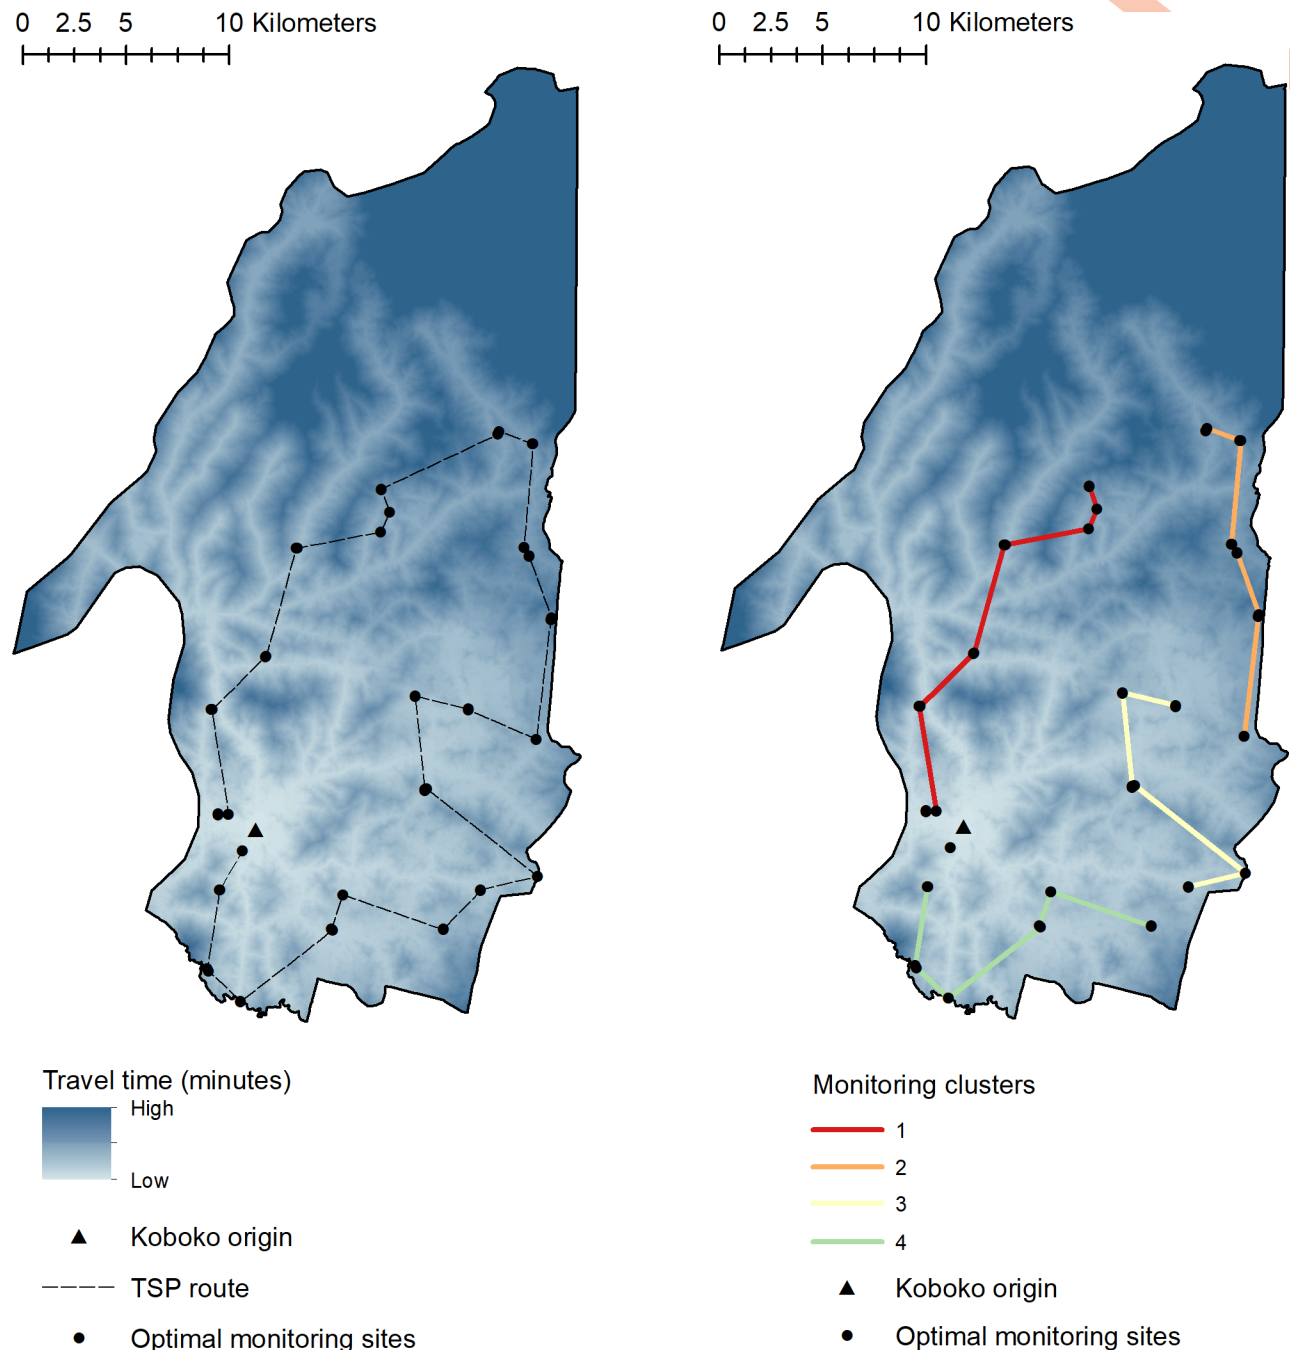 0 2.5 5 10 Kilometers
0 2.5 5 10 Kilometers
Travel time (minutes)
High
Low
Koboko origin
TSP route
Optimal monitoring sites
Monitoring clusters
1
2
3
4
Koboko origin
Optimal monitoring sites